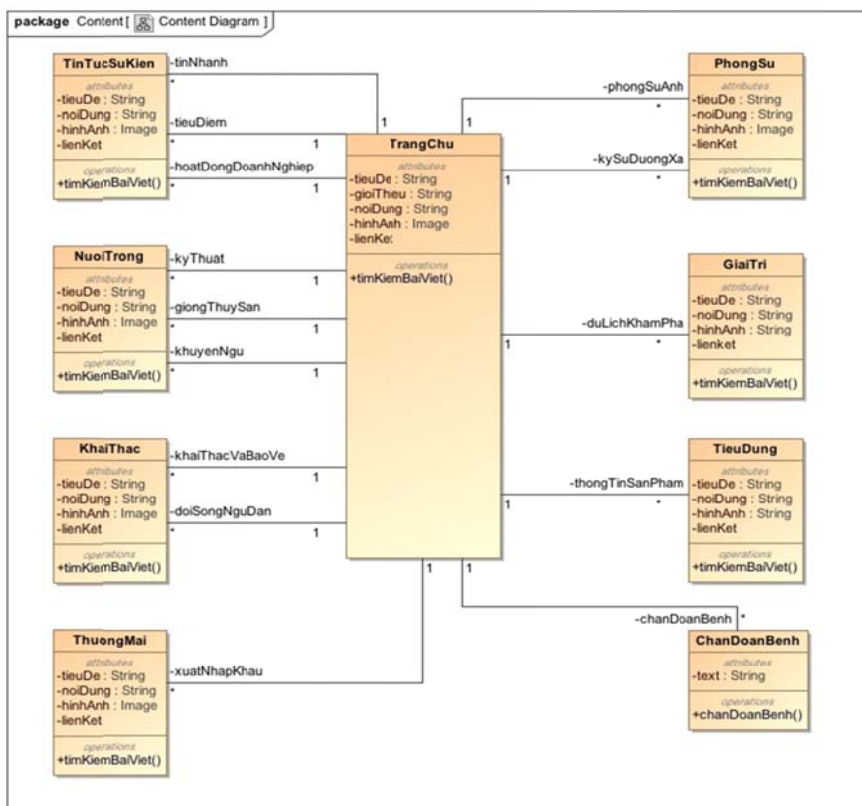 package Content [ Content Diagram ]
TinTucSuKien
attributes
-tieuDe : String
-noiDung : String
-hinhAnh : Image
-lienKet
operations
+timKiemBaiViet()
-tinNhanh
*
1
-tieuDiem
*
1
-hoatDongDoanhNghiep
*
1
NuoiTrong
attributes
-tieuDe : String
-noiDung : String
-hinhAnh : Image
-lienket
operations
+timKiemBaiViet()
-kyThuat
*
1
-giongThuySan
*
1
-khuyenNgu
*
1
KhaiThac
attributes
-tieuDe : String
-noiDung : String
-hinhAnh : Image
-lienKet
operations
+timKiemBaiViet()
-khaiThacVaBaoVe
*
1
-doiSongNguDan
*
1
ThuongMai
attributes
-tieuDe : String
-noiDung : String
-hinhAnh : Image
-lienKet
operations
+timKiemBaiViet()
-xuatNhapKhau
*
1
TrangChu
attributes
-tieuDe : String
-gioiTheu : String
-noiDung : String
-hinhAnh : Image
-lienKet
operations
+timKiemBaiViet()
PhongSu
attributes
-tieuDe : String
-noiDung : String
-hinhAnh : Image
-lienKet
operations
+timKiemBaiViet()
-phongSuAnh
1
*
-kySuDuongXa
1
*
GiaiTri
attributes
-tieuDe : String
-noiDung : String
-hinhAnh : String
-lienket
operations
+timKiemBaiViet()
-duLichKhamPha
1
*
TieuDung
attributes
-tieuDe : String
-noiDung : String
-hinhAnh : String
-lienKet
operations
+timKiemBaiViet()
-thongTinSanPham
1
*
1
-chanDoanBenh
*
ChanDoanBenh
attributes
-text : String
operations
+chanDoanBenh()